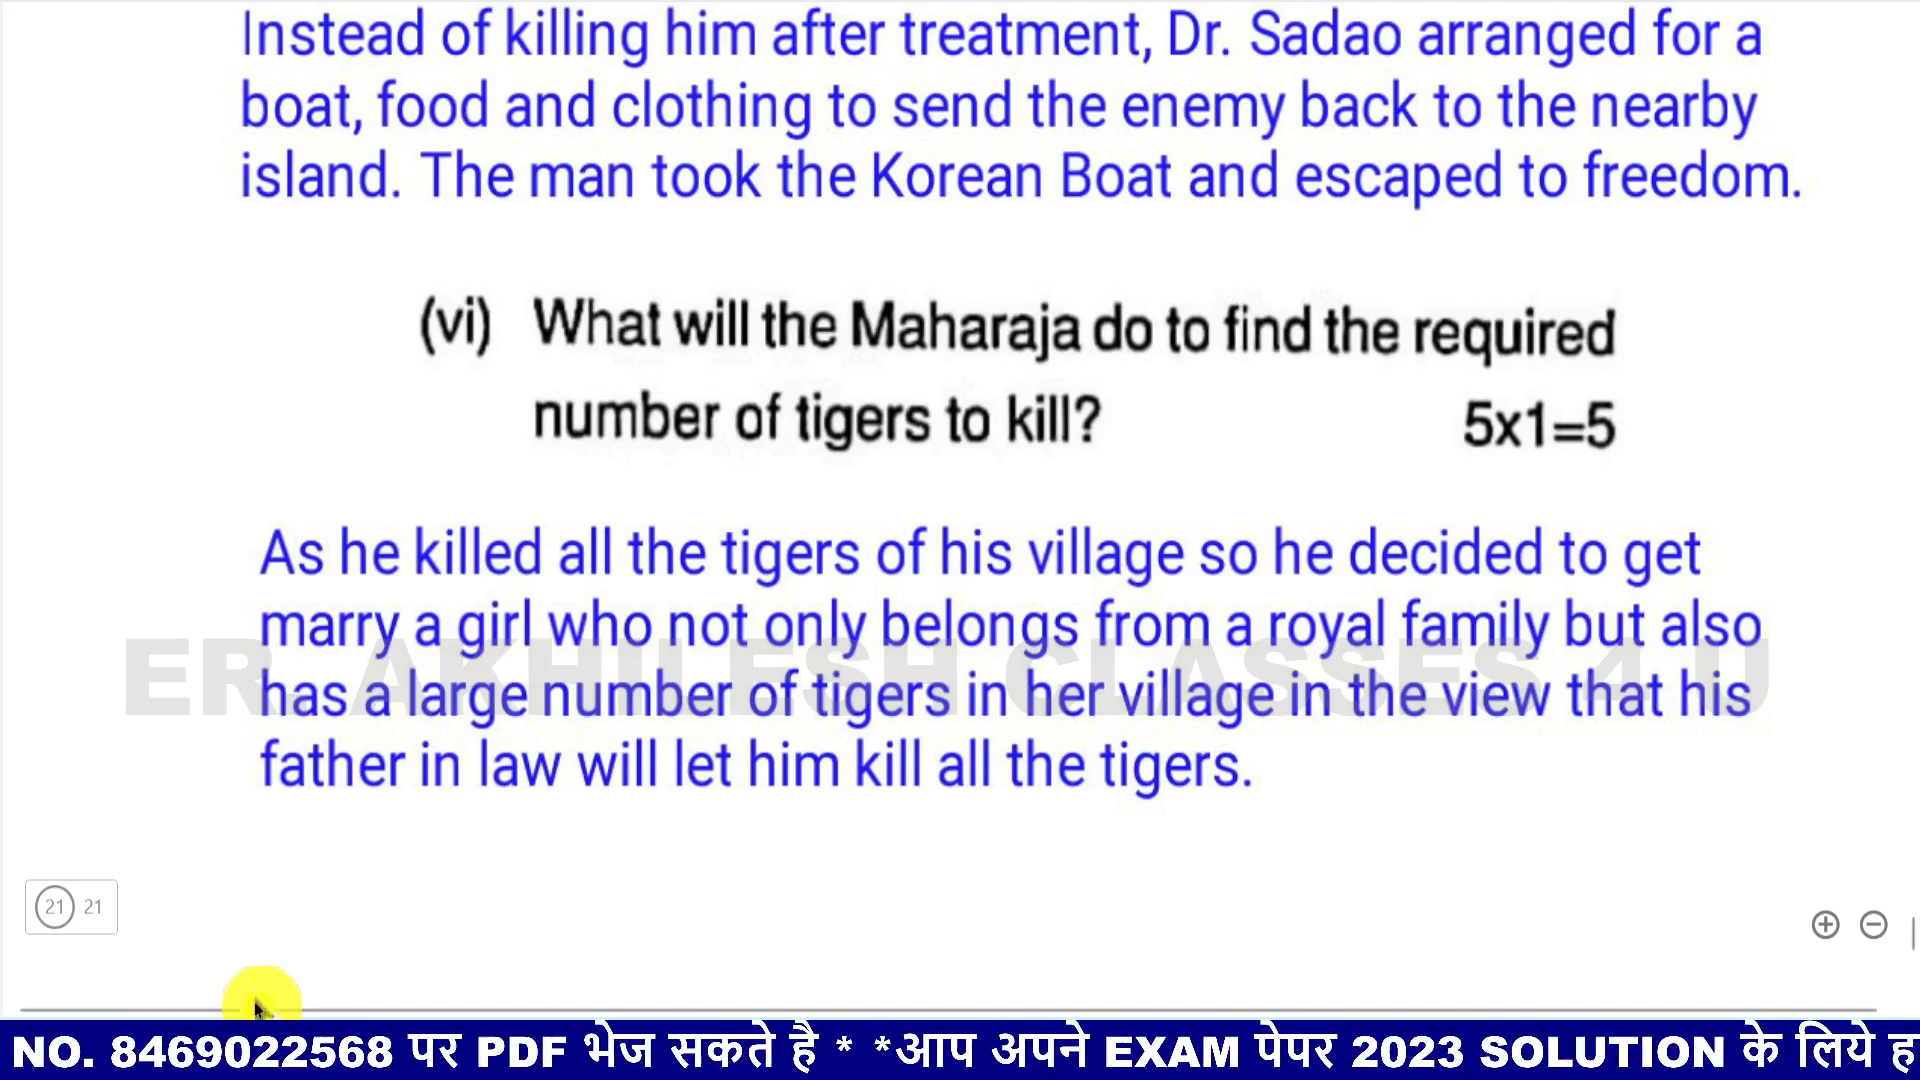 Instead of killing him after treatment, Dr. Sadao arranged for a
boat, food and clothing to send the enemy back to the nearby
island. The man took the Korean Boat and escaped to freedom.
(vi) What will the Maharaja do to find the required
number of tigers to kill? 5x1=5
As he killed all the tigers of his village so he decided to get
marry a girl who not only belongs from a royal family but also
ER. AKHILESH CLASSES 4 U
has a large number of tigers in her village in the view that his
father in law will let him kill all the tigers.
21 21
NO. 8469022568 पर PDF भेज सकते है * *आप अपने EXAM पेपर 2023 SOLUTION के लिये ह